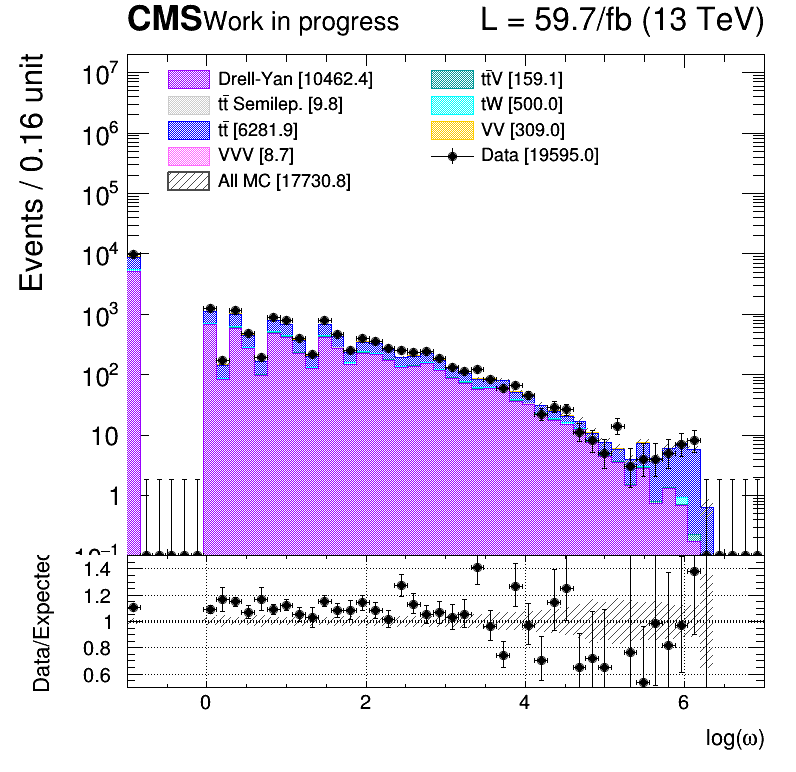 CMS Work in progress L = 59.7/fb (13 TeV)
Events / 0.16 unit
10⁷
10⁶
10⁵
10⁴
10³
10²
10
1
10⁻¹
Drell-Yan [10462.4]
tt̄ Semilep. [9.8]
tt̄ [6281.9]
VVV [8.7]
All MC [17730.8]
tt̄V [159.1]
tW [500.0]
VV [309.0]
Data [19595.0]
Data/Expected
1.4
1.2
1
0.8
0.6
0 2 4 6
log(ω)